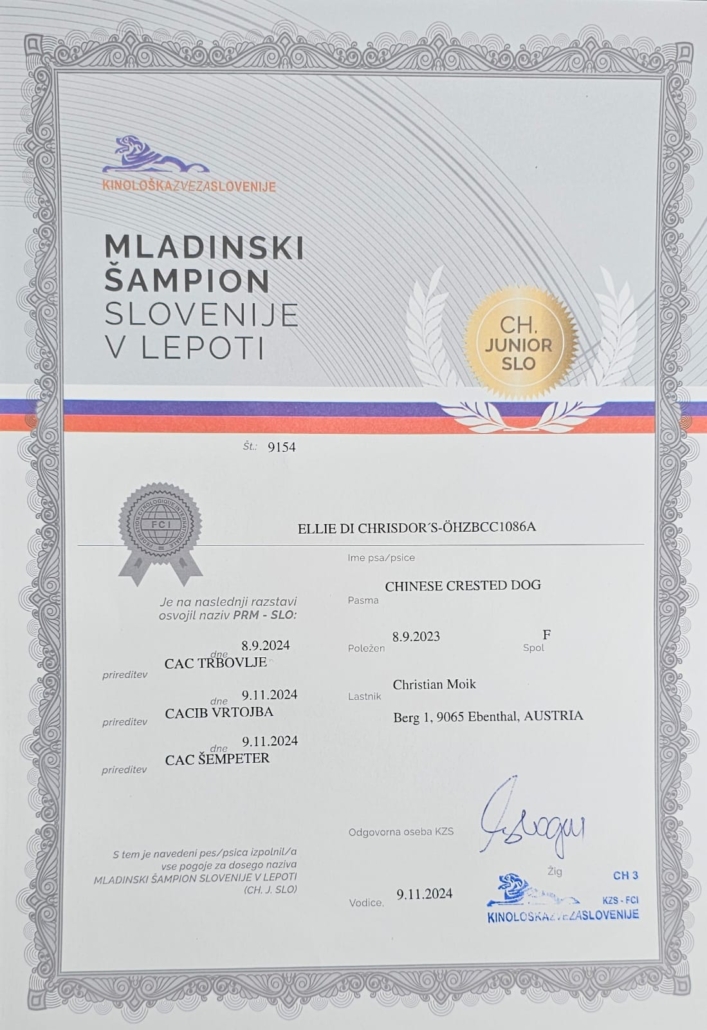 KINOLOŠKAZVEZASLOVENIJE
MLADINSKI
ŠAMPION
SLOVENIJE
V LEPOTI
CH.
JUNIOR
SLO
Št.: 9154
FCI
ELLIE DI CHRISDOR´S-ÖHZBCC1086A
Ime psa/psice
CHINESE CRESTED DOG
Pasma
Je na naslednji razstavi
osvojil naziv PRM - SLO:
8.9.2023
Poležen
F
Spol
dne 8.9.2024
CAC TRBOVLJE
prireditev
Christian Moik
Lastnik
dne 9.11.2024
CACIB VRTOJBA
prireditev
Berg 1, 9065 Ebenthal, AUSTRIA
dne 9.11.2024
CAC ŠEMPETER
prireditev
Odgovorna oseba KZS
S tem je navedeni pes/psica izpolnil/a
vse pogoje za dosego naziva
MLADINSKI ŠAMPION SLOVENIJE V LEPOTI
(CH. J. SLO)
Žig
CH 3
Vodice, 9.11.2024
KZS - FCI
KINOLOŠKAZVEZASLOVENIJE